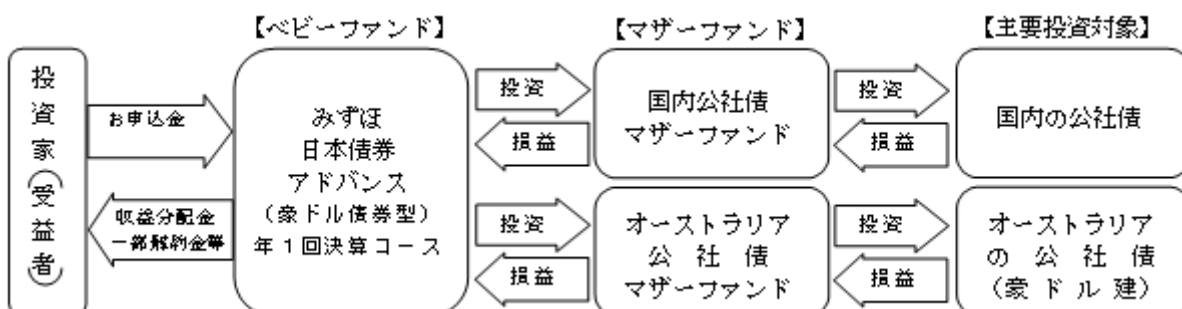 【ベビーファンド】
【マザーファンド】
【主要投資対象】
投資家(受益者)
お申込金
収益分配金
一部解約金等
みずほ
日本債券
アドバンス
(豪ドル債券型)
年1回決算コース
投資
損益
国内公社債
マザーファンド
投資
損益
国内の公社債
投資
損益
オーストラリア
公社債
マザーファンド
投資
損益
オーストラリア
の公社債
(豪ドル建)